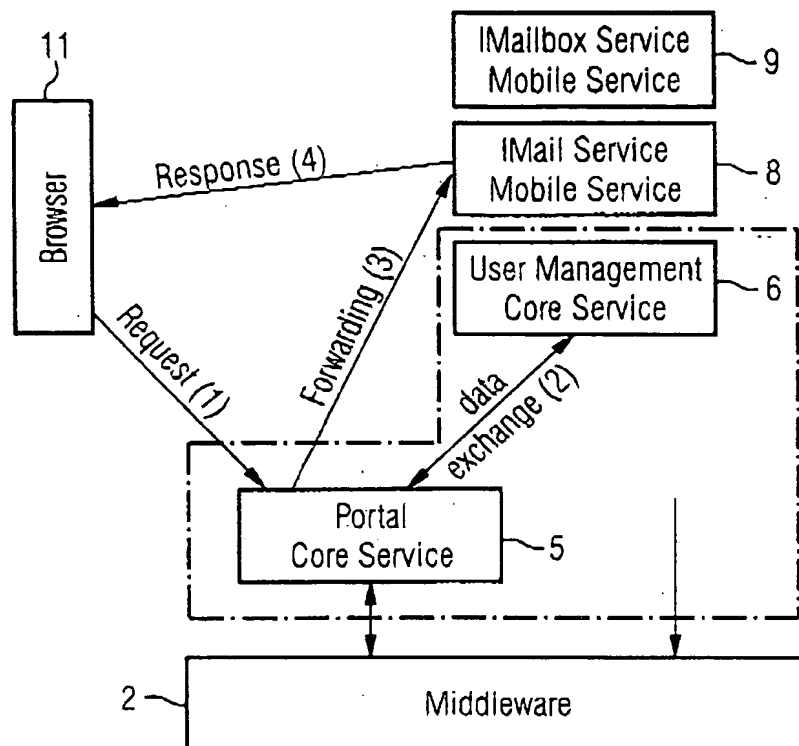 11
Browser
IMailbox Service
Mobile Service
9
IMail Service
Mobile Service
8
Response (4)
User Management
Core Service
6
Request (1)
Forwarding (3)
data
exchange (2)
Portal
Core Service
5
2
Middleware